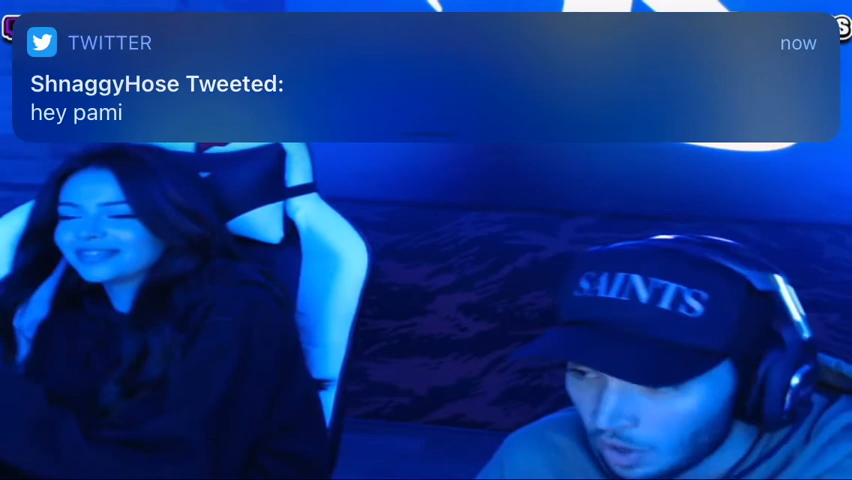 TWITTER
now
ShnaggyHose Tweeted:
hey pami
SAINTS